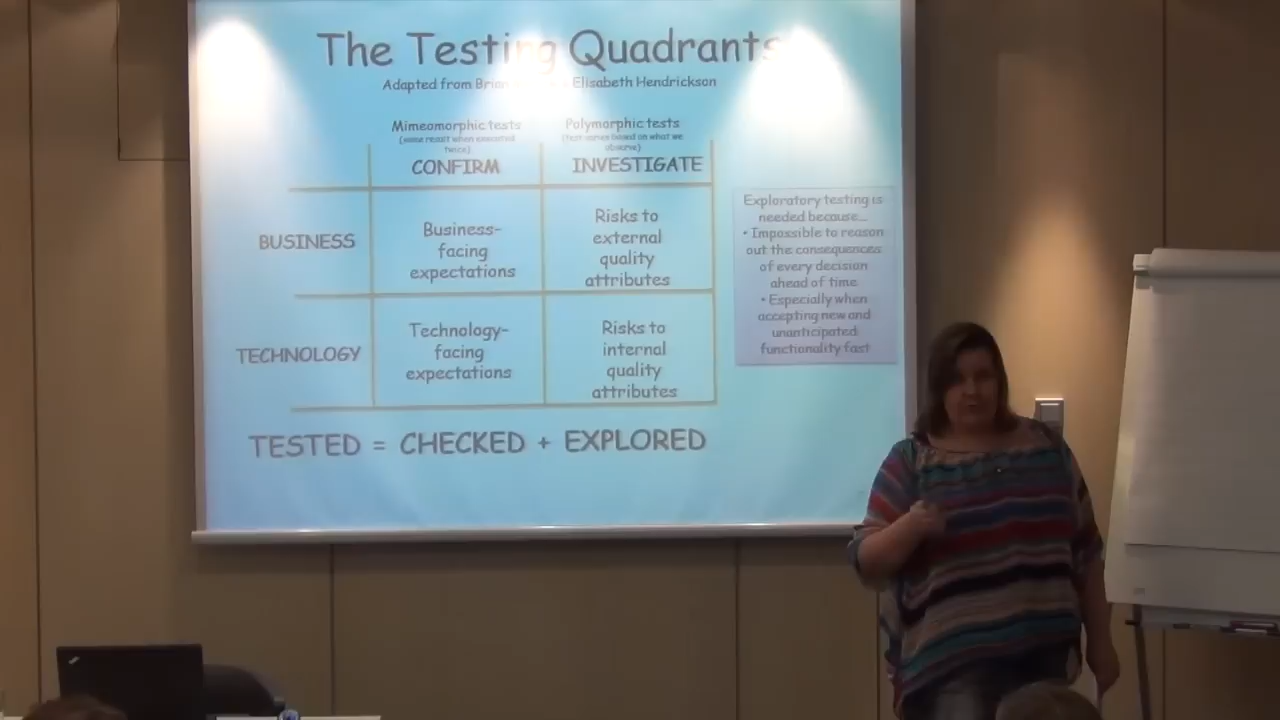 The Testing Quadrants
Adapted from Brian Elisabeth Hendrickson
Mimeomorphic tests
(same result when executed
twice)
CONFIRM
Polymorphic tests
(test varies based on what we
observe)
INVESTIGATE
BUSINESS
Business-
facing
expectations
Risks to
external
quality
attributes
TECHNOLOGY
Technology-
facing
expectations
Risks to
internal
quality
attributes
TESTED = CHECKED + EXPLORED
Exploratory testing is
needed because...
• Impossible to reason
out the consequences
of every decision
ahead of time
• Especially when
accepting new and
unanticipated
functionality fast